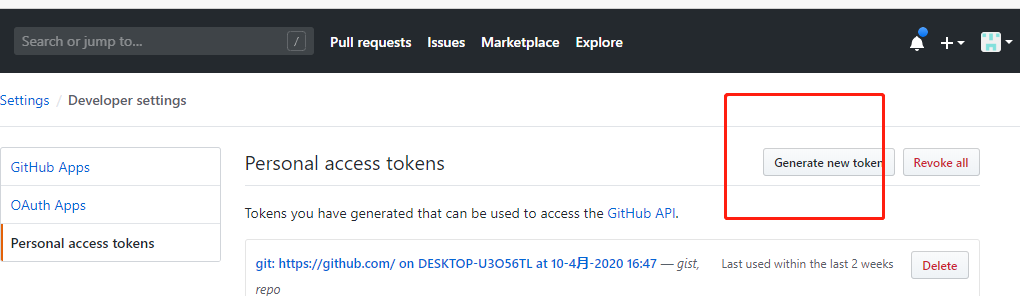 Search or jump to... /
Pull requests Issues Marketplace Explore
Settings / Developer settings
GitHub Apps
OAuth Apps
Personal access tokens
Personal access tokens
Generate new token
Revoke all
Tokens you have generated that can be used to access the GitHub API.
git: https://github.com/ on DESKTOP-U3O56TL at 10-4月-2020 16:47 — gist,
repo
Last used within the last 2 weeks
Delete